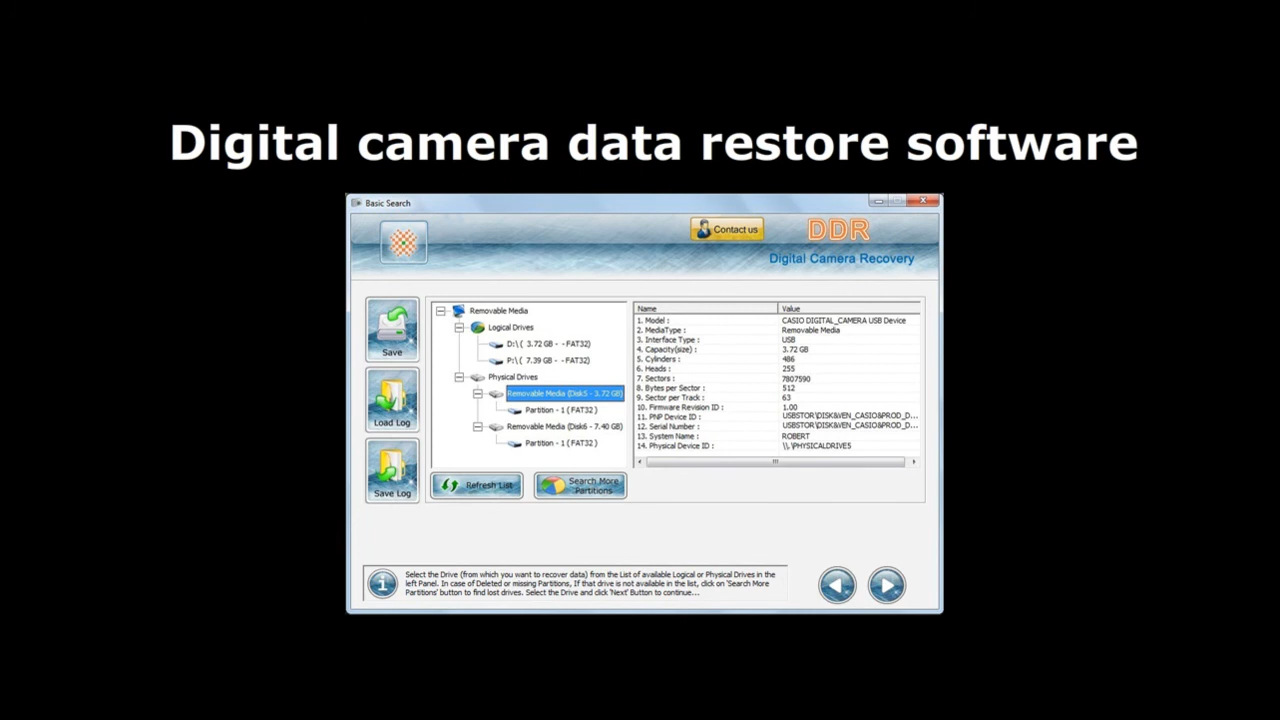 Digital camera data restore software
Basic Search
Contact us
DDR
Digital Camera Recovery
Save
Load Log
Save Log
Removable Media
Logical Drives
D:\ ( 3.72 GB - - FAT32)
P:\ ( 7.39 GB - - FAT32)
Physical Drives
Removable Media (Disk5 - 3.72 GB)
Partition - 1 ( FAT32 )
Removable Media (Disk6 - 7.40 GB)
Partition - 1 ( FAT32 )
Refresh List
Search More
Partitions
Name Value
1. Model : CASIO DIGITAL_CAMERA USB Device
2. MediaType : Removable Media
3. Interface Type : USB
4. Capacity(size) : 3.72 GB
5. Cylinders : 486
6. Heads : 255
7. Sectors : 7807590
8. Bytes per Sector : 512
9. Sector per Track : 63
10. Firmware Revision ID : 1.00
11. PNP Device ID : USBSTOR\DISK&VEN_CASIO&PROD_D...
12. Serial Number : USBSTOR\DISK&VEN_CASIO&PROD_D...
13. System Name : ROBERT
14. Physical Device ID : \\.\PHYSICALDRIVE5
Select the Drive (from which you want to recover data) from the List of available Logical or Physical Drives in the
left Panel. In case of Deleted or missing Partitions, If that drive is not available in the list, click on 'Search More
Partitions' button to find lost drives. Select the Drive and click 'Next' Button to continue...